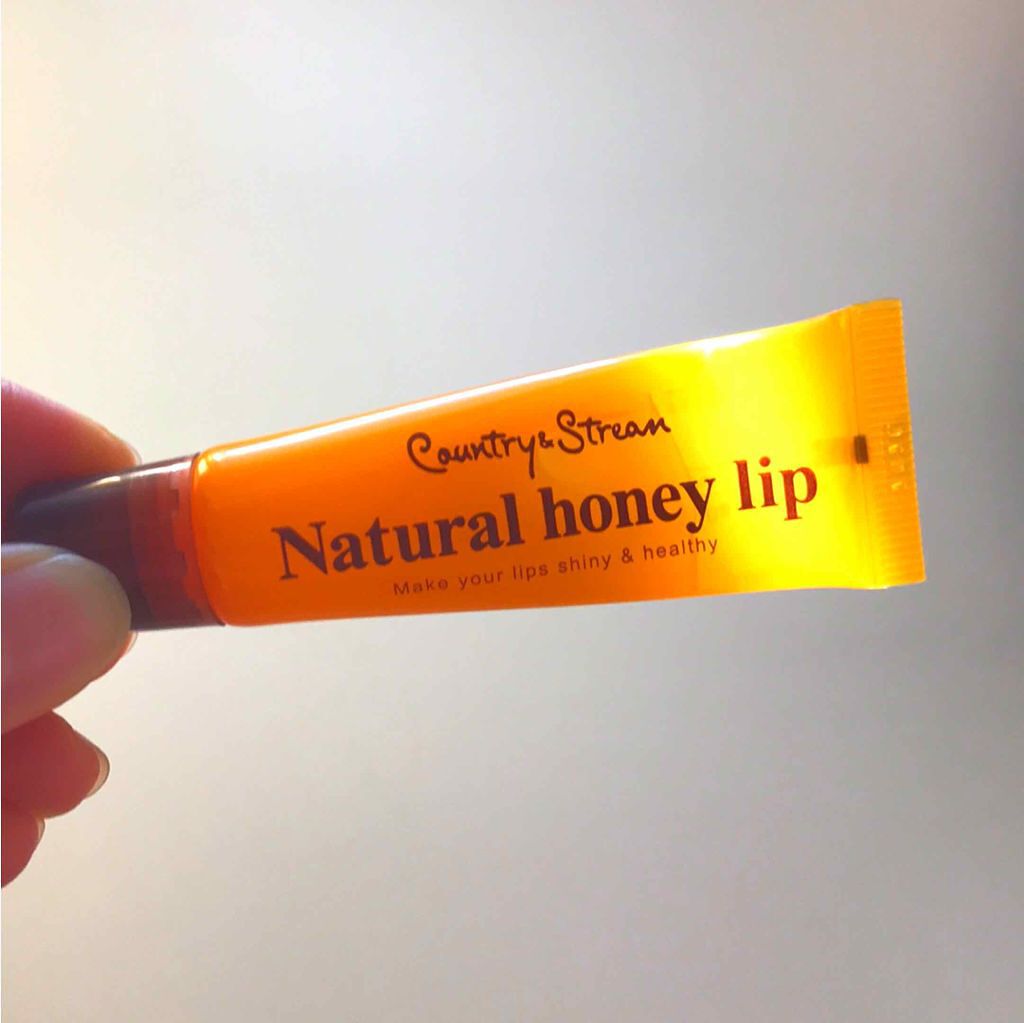 Country & Stream
Natural honey lip
Make your lips shiny & healthy